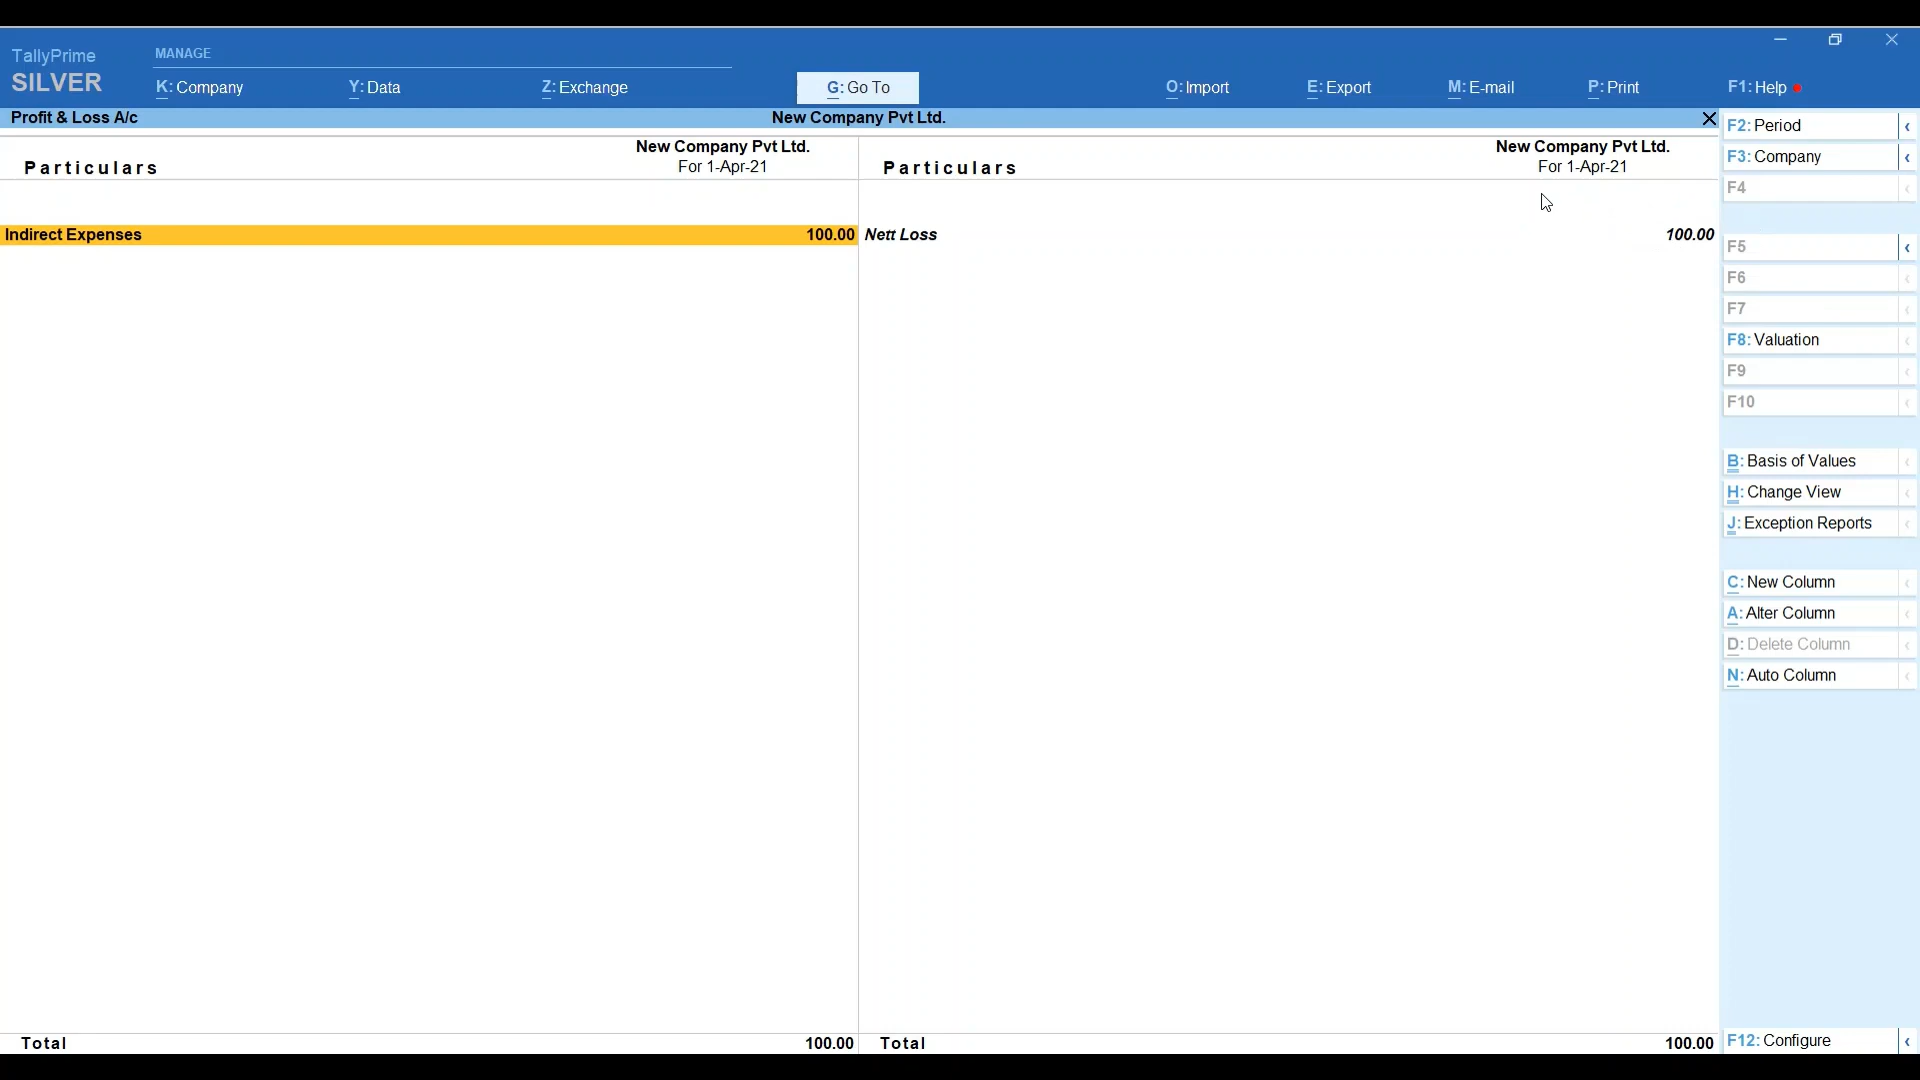 TallyPrime
SILVER
MANAGE
K: Company
Y: Data
Z: Exchange
G: Go To
O: Import
E: Export
M: E-mail
P: Print
F1: Help
Profit & Loss A/c
New Company Pvt Ltd.
Particulars
New Company Pvt Ltd.
For 1-Apr-21
Particulars
New Company Pvt Ltd.
For 1-Apr-21
Indirect Expenses 100.00
Nett Loss 100.00
Total 100.00
Total 100.00
F2: Period
F3: Company
F4
F5
F6
F7
F8: Valuation
F9
F10
B: Basis of Values
H: Change View
J: Exception Reports
C: New Column
A: Alter Column
D: Delete Column
N: Auto Column
F12: Configure